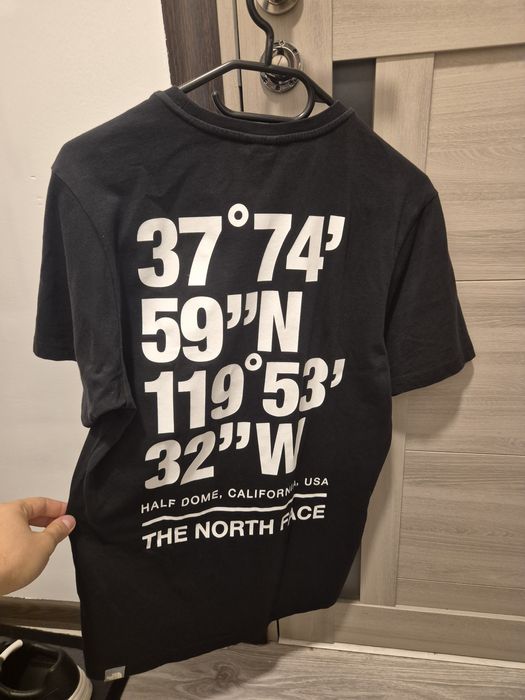 37°74’
59”N
119°53’
32”W
HALF DOME, CALIFORNIA, USA
THE NORTH FACE